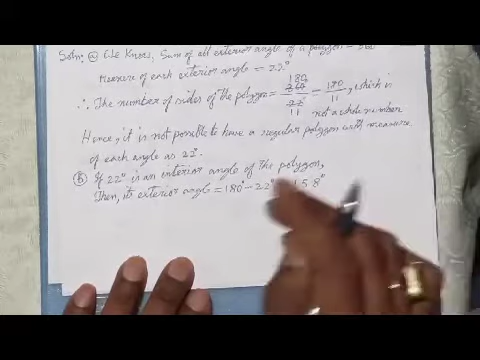 Soln: (a) We Know, Sum of all exterior angle of a polygon = 360
Measure of each exterior angle = 22°
∴ The number of sides of the polygon = 180 360/22 11 = 180/11, which is
not a whole number
Hence, it is not possible to have a regular polygon with measure
of each angle as 22°.
(b) If 22° is an interior angle of the polygon,
Then, its exterior angle = 180° - 22° 158°